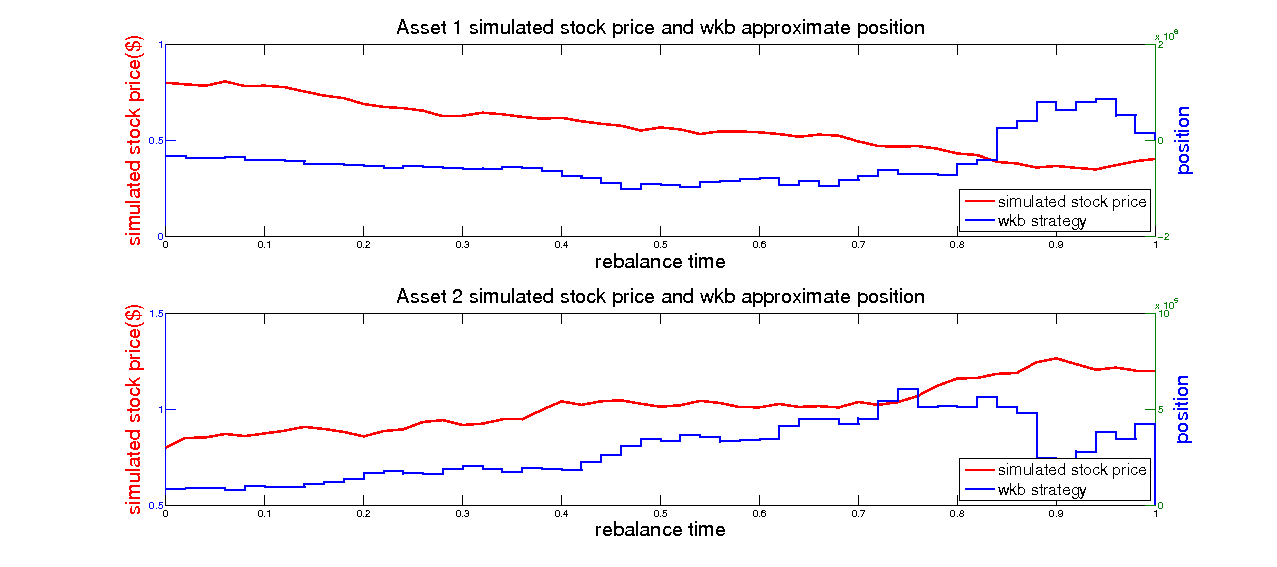 Asset 1 simulated stock price and wkb approximate position
simulated stock price($)
1
0.5
0
x 10^6
2
0
-2
position
simulated stock price
wkb strategy
0 0.1 0.2 0.3 0.4 0.5 0.6 0.7 0.8 0.9 1
rebalance time
Asset 2 simulated stock price and wkb approximate position
simulated stock price($)
1.5
1
0.5
10
5
0
position
simulated stock price
wkb strategy
0 0.1 0.2 0.3 0.4 0.5 0.6 0.7 0.8 0.9 1
rebalance time